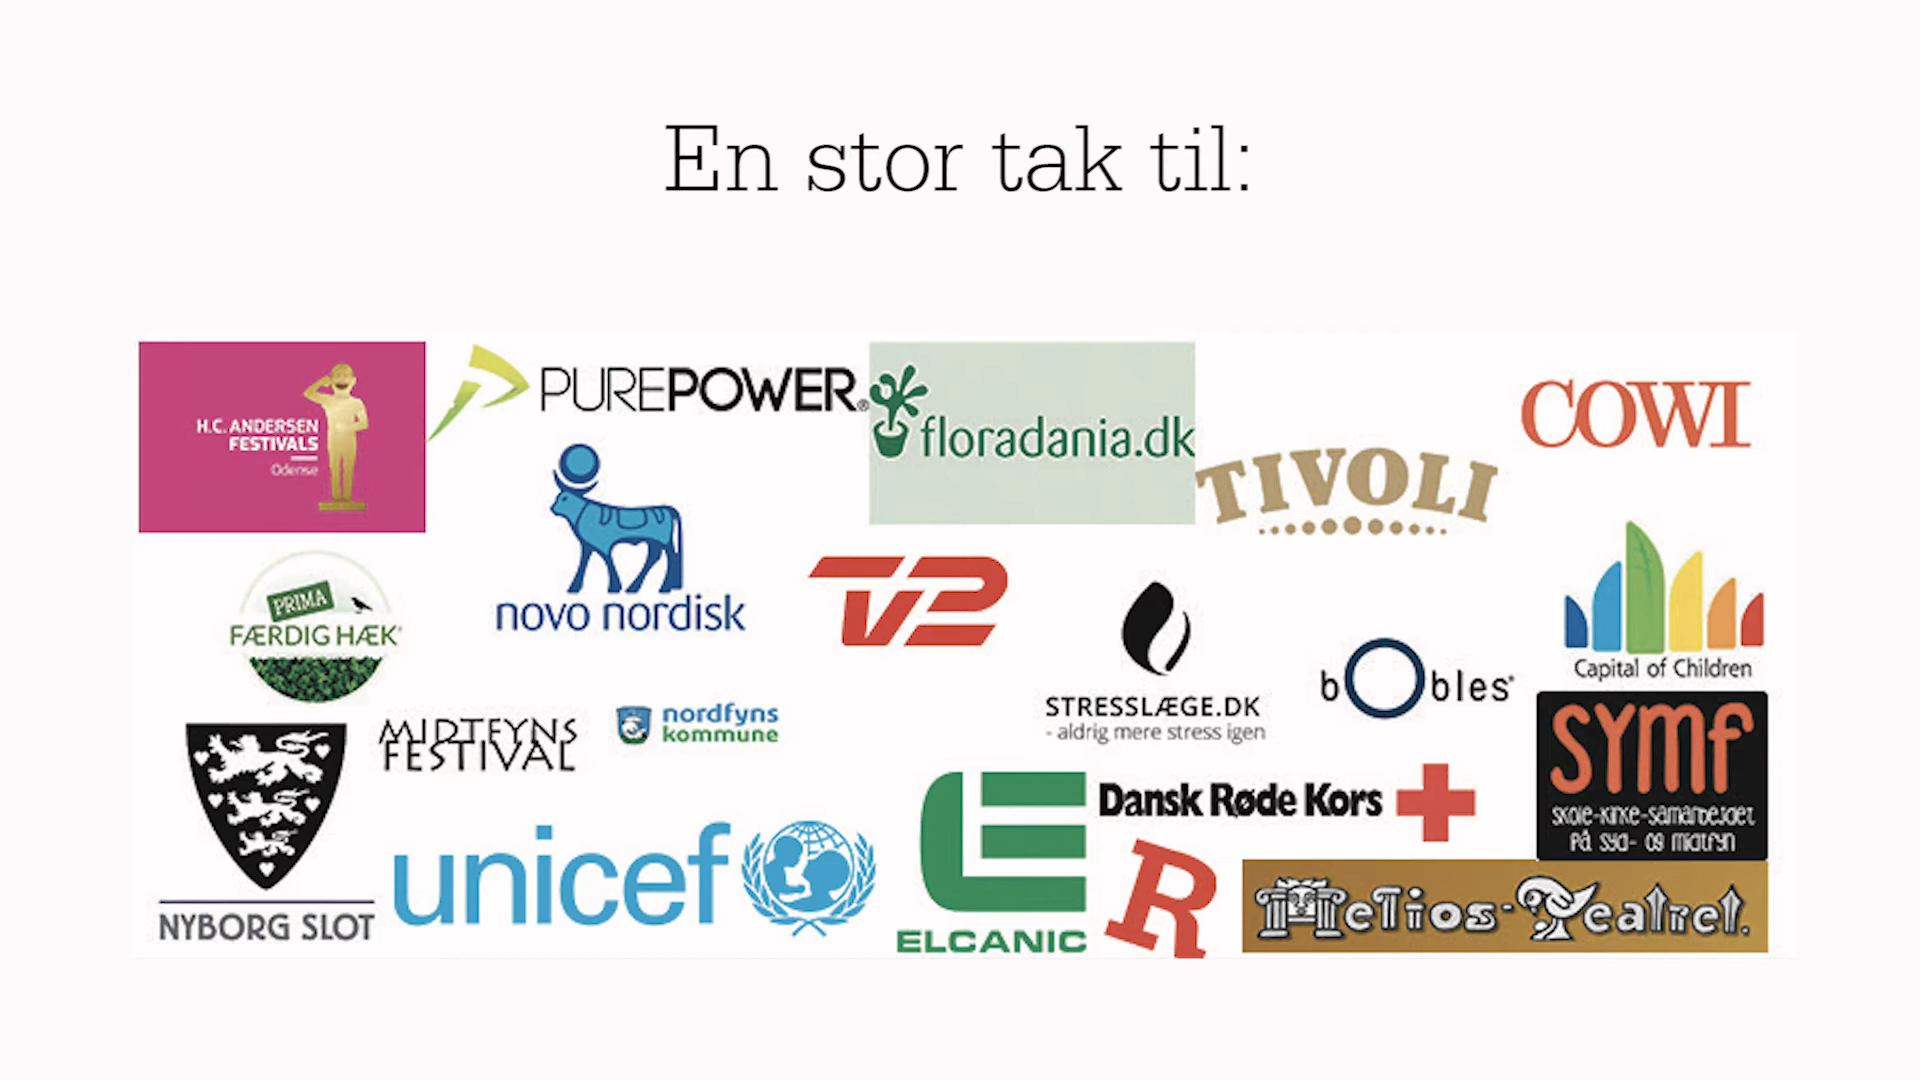 En stor tak til:
H.C. ANDERSEN
FESTIVALS
Odense
PUREPOWER®
floradania.dk
TIVOLI
COWI
novo nordisk
PRIMA
FÆRDIG HÆK
TV2
STRESSLÆGE.DK
- aldrig mere stress igen
bObles®
Capital of Children
NYBORG SLOT
MIDTFYNS
FESTIVAL
nordfyns
kommune
unicef
ELCANIC
Dansk Røde Kors
R
SYMF
skole-kirke-samarbejdet
på syd- og midtfyn
Helios-Teatret.